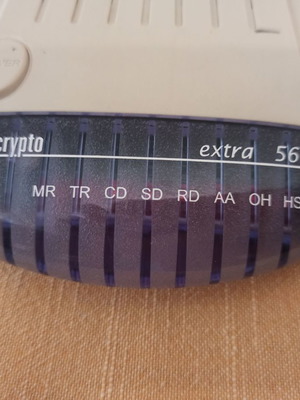 crypto extra 56
MR TR CD SD RD AA OH HS